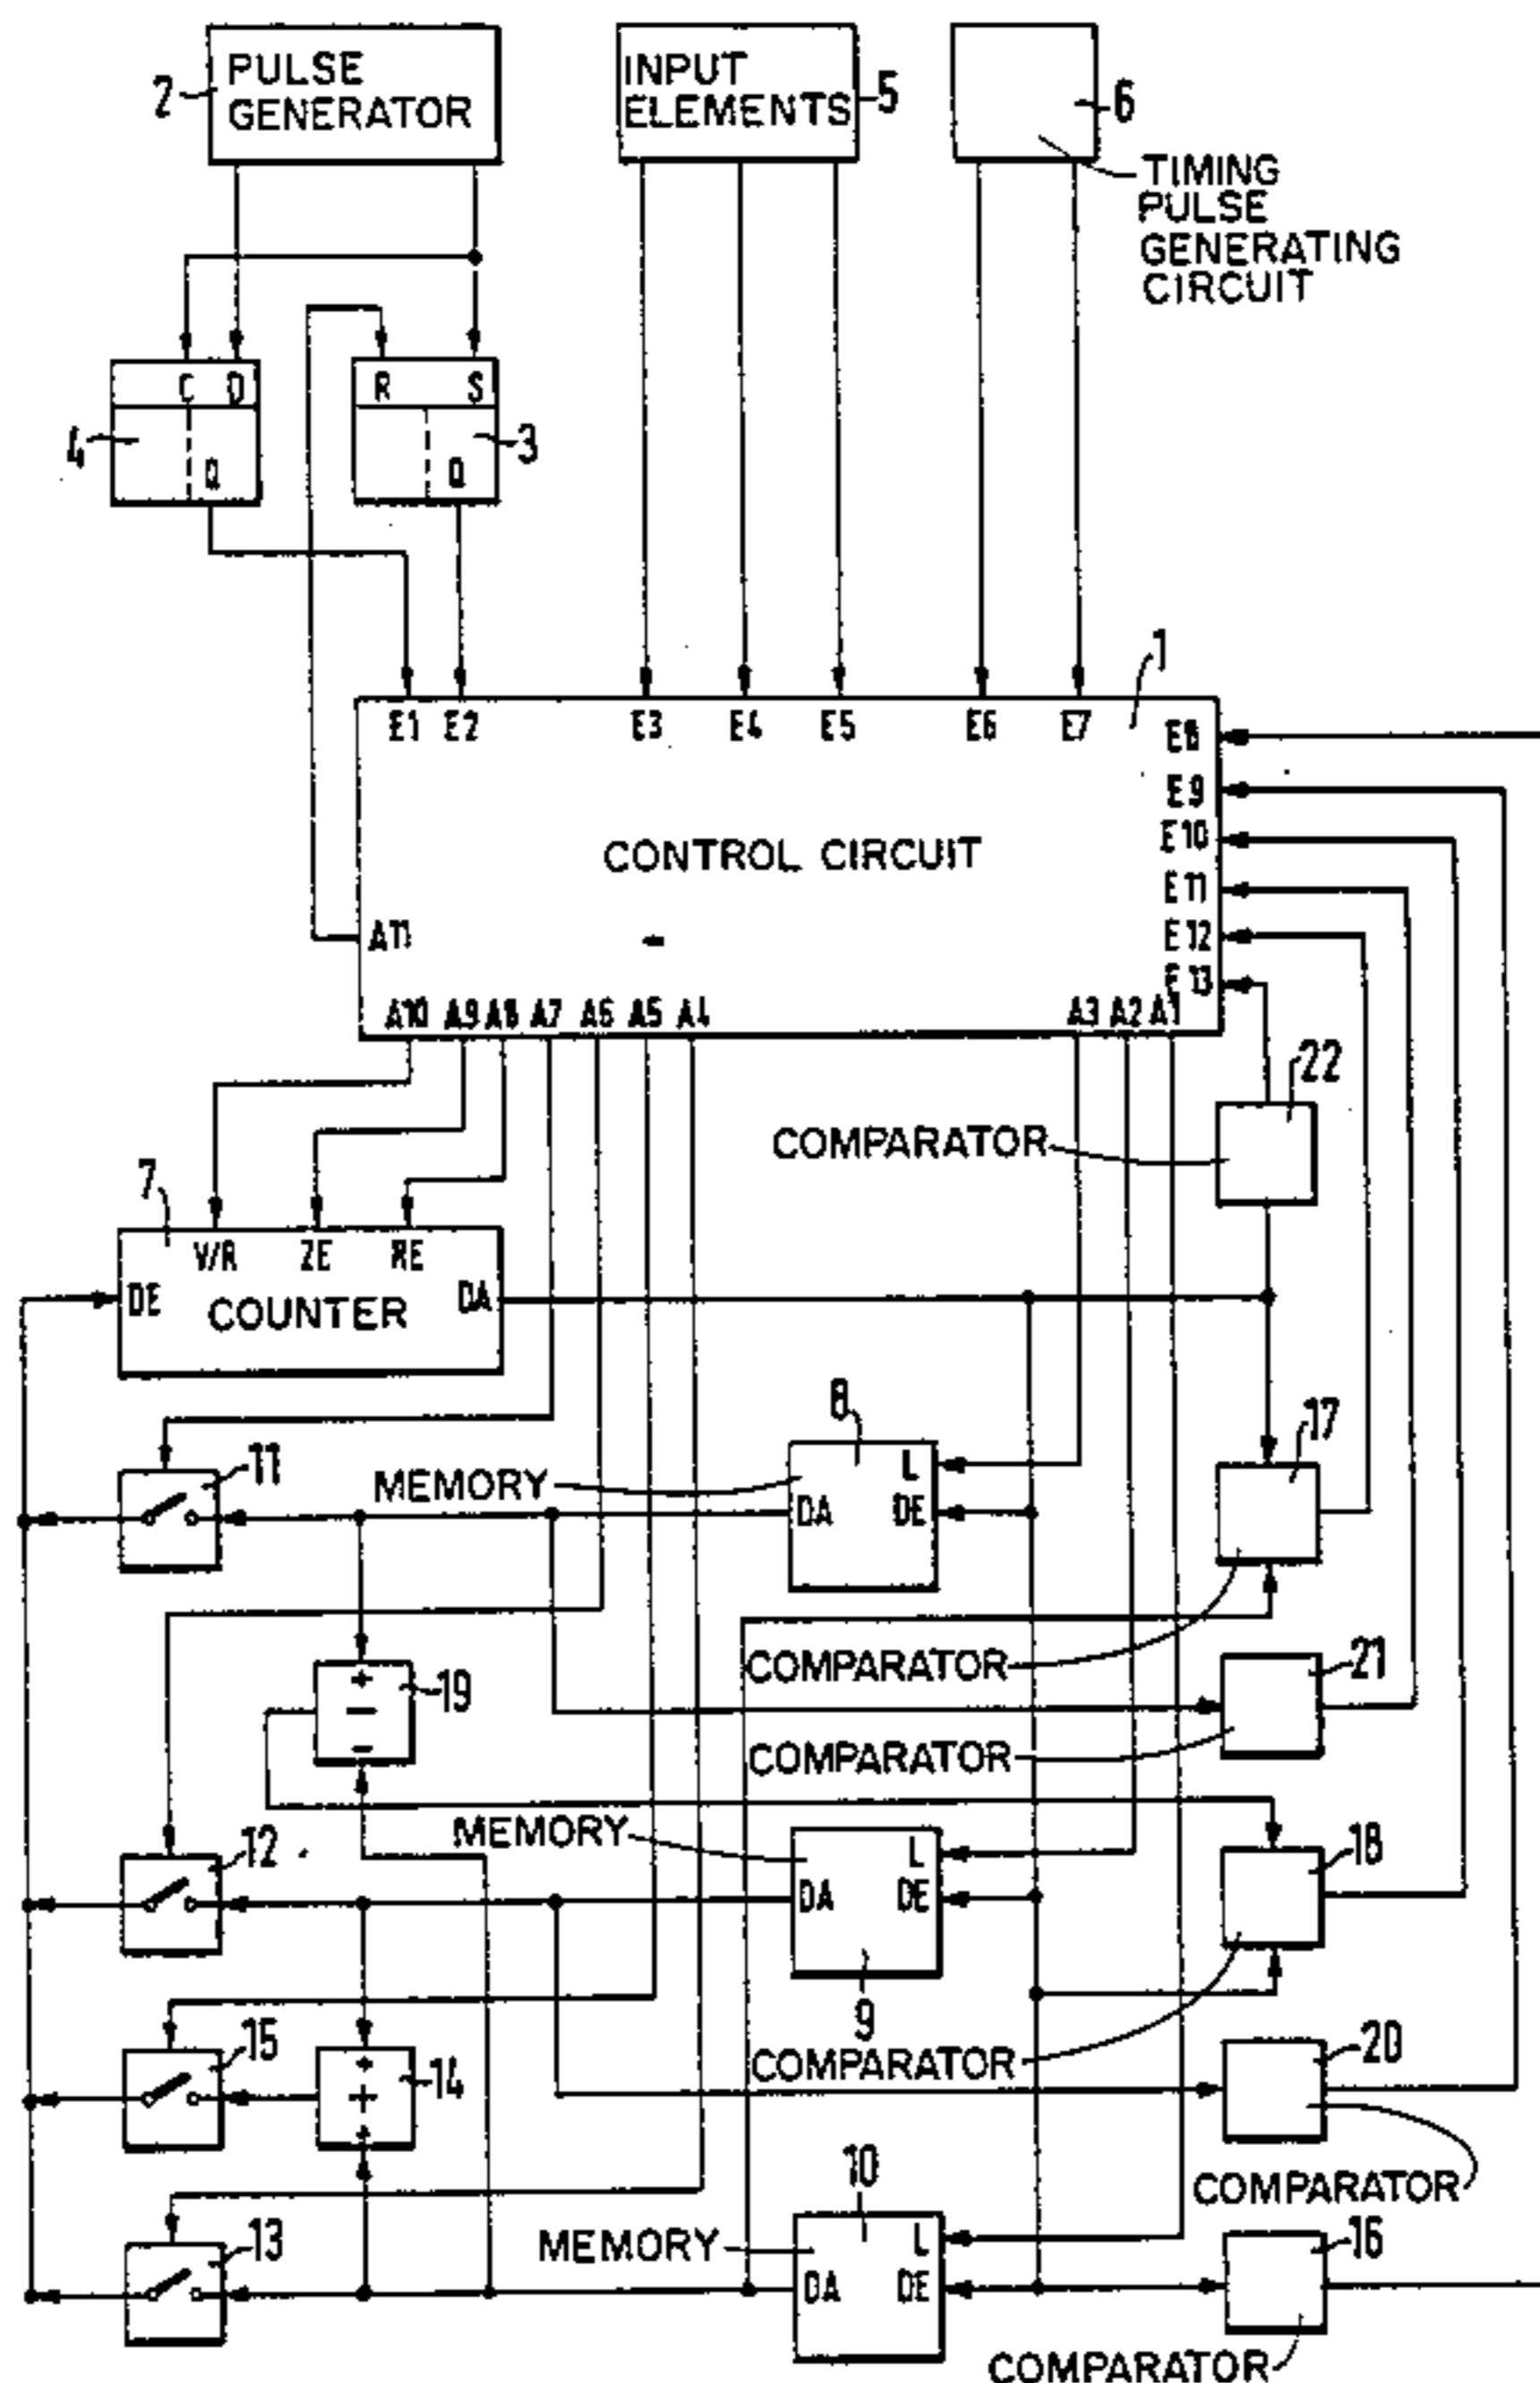 PULSE
GENERATOR
2
INPUT
ELEMENTS
5
6
TIMING
PULSE
GENERATING
CIRCUIT
C D
Q
4
R S
Q
3
1
E1 E2 E3 E4 E5 E6 E7
E8
E9
E10
E11
E12
E13
CONTROL CIRCUIT
A11
A10 A9 A8 A7 A6 A5 A4 A3 A2 A1
22
COMPARATOR
7
V/R ZE RE
DE COUNTER DA
8
L
DA DE
MEMORY
11
17
COMPARATOR
19
+
−
−
21
COMPARATOR
MEMORY
L
DA DE
9
12
18
COMPARATOR
15
+
+
+
14
20
COMPARATOR
10
MEMORY
L
DA DE
13
16
COMPARATOR